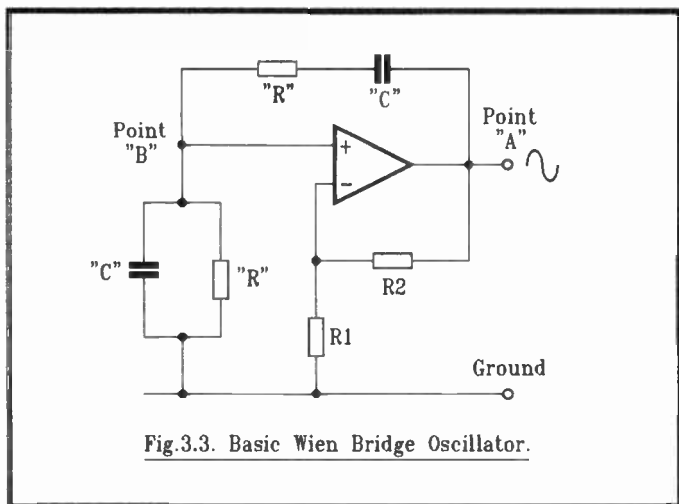 "R"
"C"
Point
"B"
+
−
Point
"A"
"C"
"R"
R2
R1
Ground
Fig.3.3. Basic Wien Bridge Oscillator.